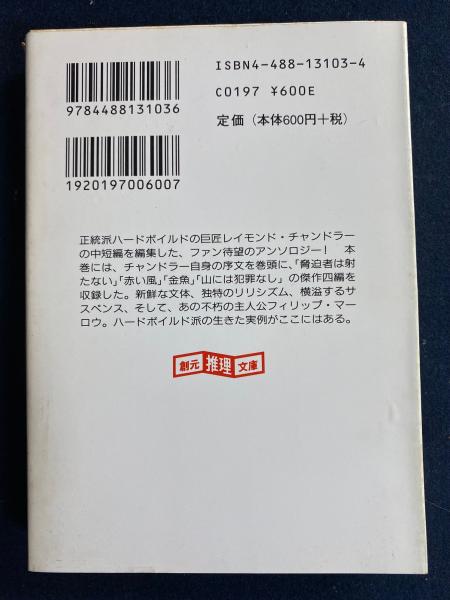 ISBN4-488-13103-4
C0197 ¥600E
定価（本体600円+税）
9784488131036
1920197006007
正統派ハードボイルドの巨匠レイモンド・チャンドラー
の中短編を編集した、ファン待望のアンソロジー！　本
巻には、チャンドラー自身の序文を巻頭に、「脅迫者は射
たない」「赤い風」「金魚」「山には犯罪なし」の傑作四編を
収録した。新鮮な文体、独特のリリシズム、横溢するサ
スペンス、そして、あの不朽の主人公フィリップ・マー
ロウ。ハードボイルド派の生きた実例がここにはある。
創元 推理 文庫